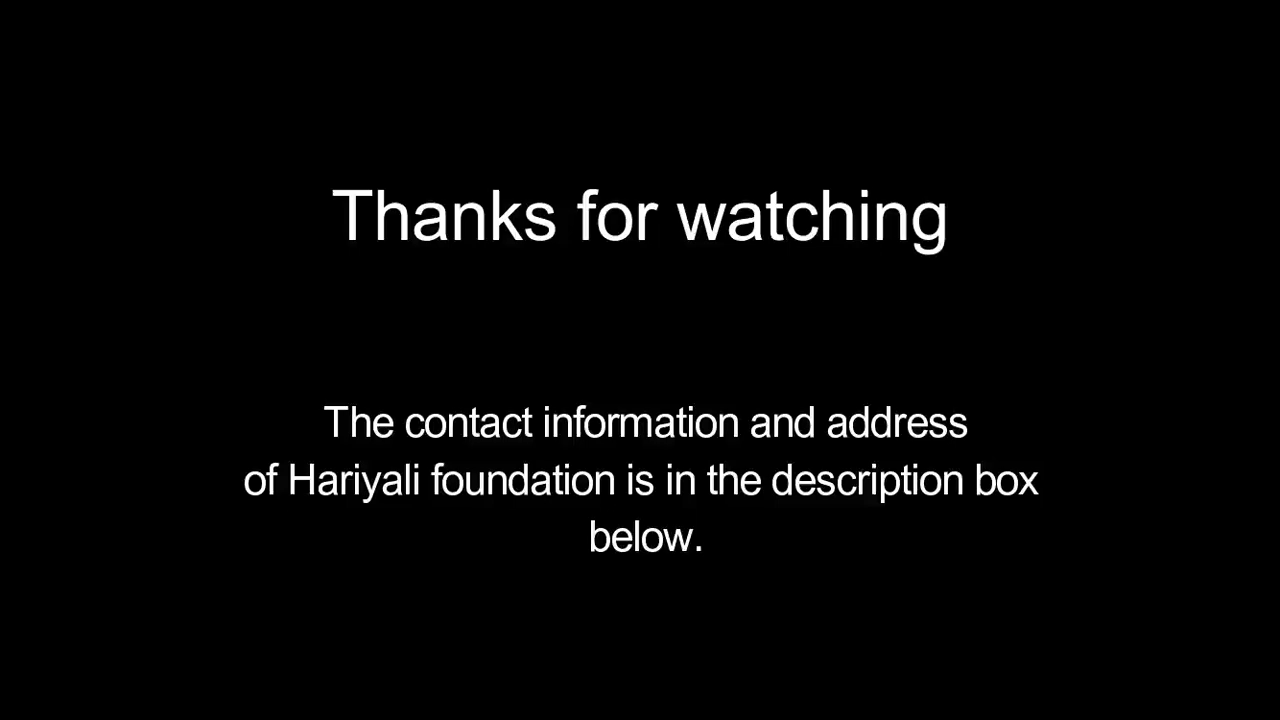 Thanks for watching
The contact information and address
of Hariyali foundation is in the description box
below.